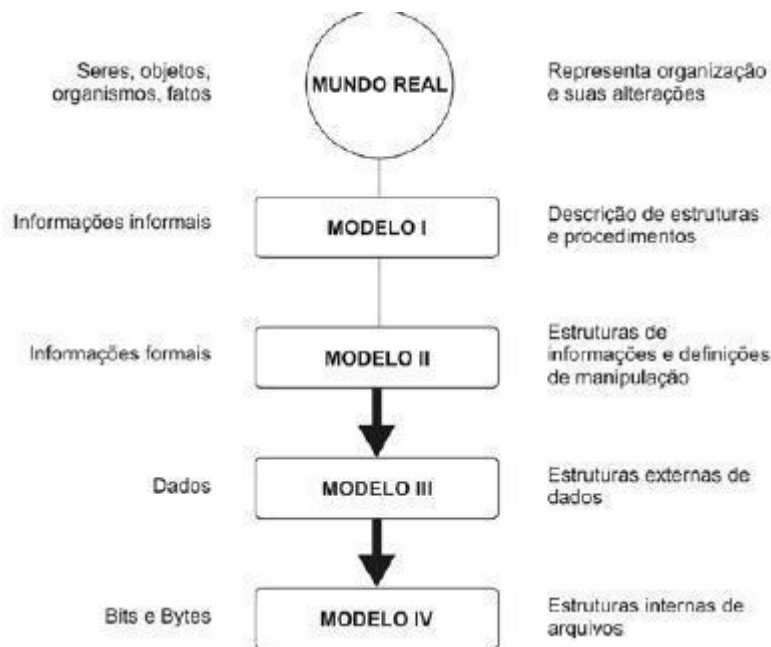 Seres, objetos,
organismos, fatos
MUNDO REAL
Representa organização
e suas alterações
Informações informais
MODELO I
Descrição de estruturas
e procedimentos
Informações formais
MODELO II
Estruturas de
informações e definições
de manipulação
Dados
MODELO III
Estruturas externas de
dados
Bits e Bytes
MODELO IV
Estruturas internas de
arquivos